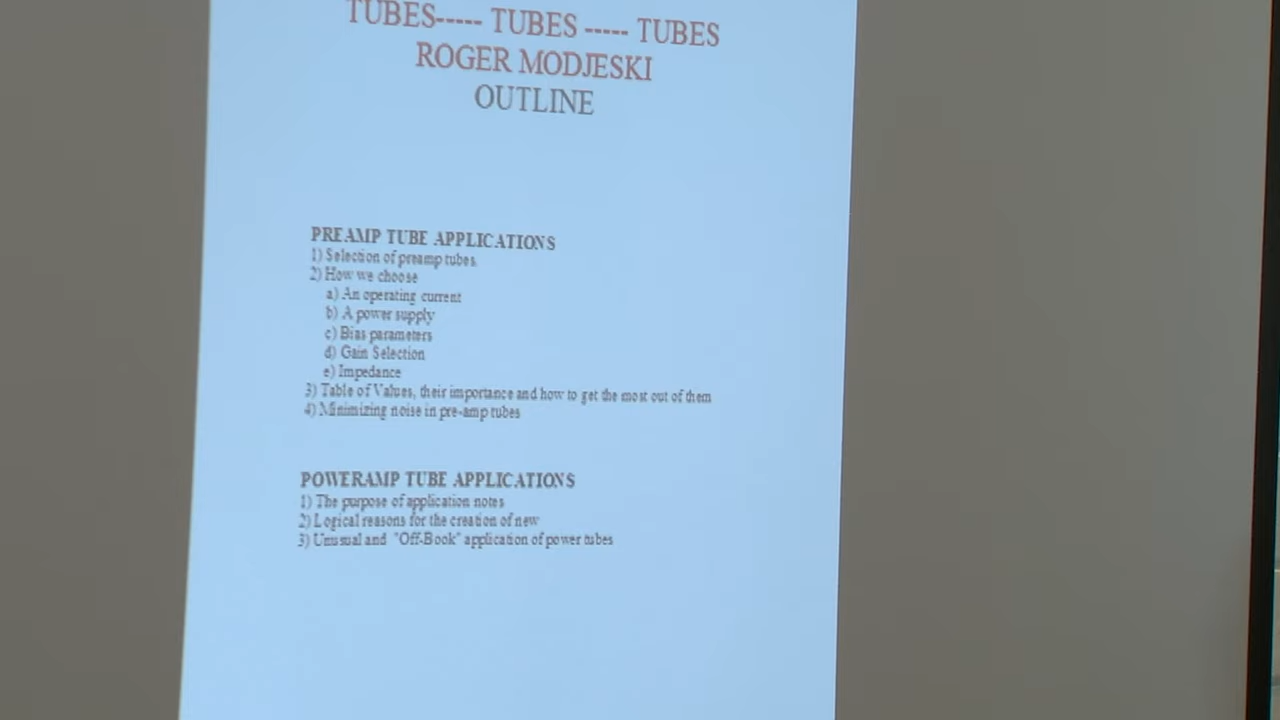 TUBES----- TUBES ----- TUBES
ROGER MODJESKI
OUTLINE
PREAMP TUBE APPLICATIONS
1) Selection of preamp tubes.
2) How we choose
a) An operating current
b) A power supply
c) Bias parameters
d) Gain Selection
e) Impedance
3) Table of Values, their importance and how to get the most out of them
4) Minimizing noise in pre-amp tubes
POWERAMP TUBE APPLICATIONS
1) The purpose of application notes
2) Logical reasons for the creation of new
3) Unusual and "Off-Book" application of power tubes